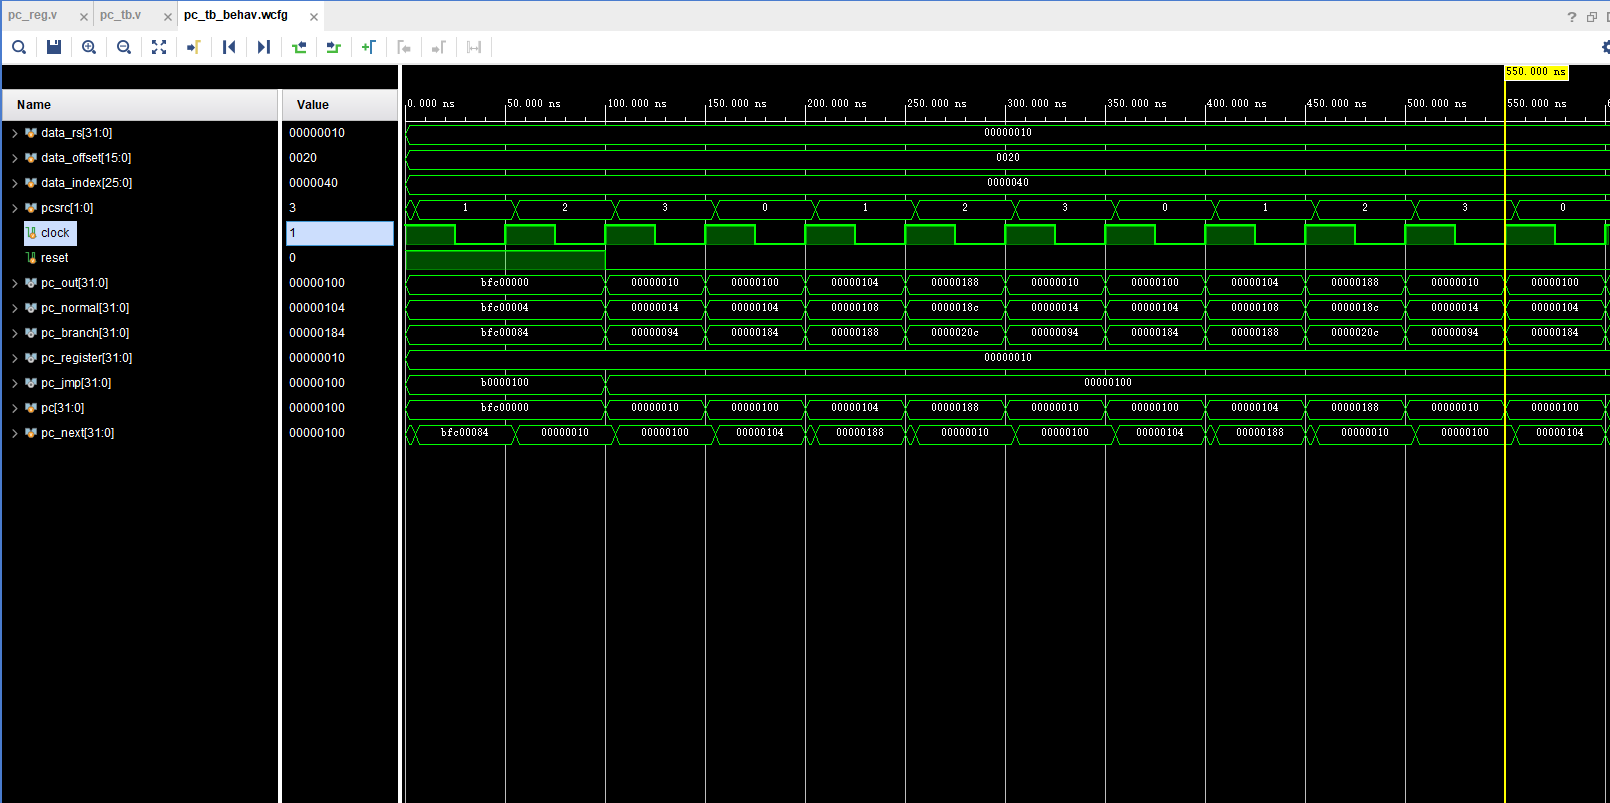 pc_reg.v × pc_tb.v × pc_tb_behav.wcfg ×
?
550.000 ns
Name Value
0.000 ns 50.000 ns 100.000 ns 150.000 ns 200.000 ns 250.000 ns 300.000 ns 350.000 ns 400.000 ns 450.000 ns 500.000 ns 550.000 ns
data_rs[31:0] 00000010 00000010
data_offset[15:0] 0020 0020
data_index[25:0] 0000040 0000040
pcsrc[1:0] 3 1 2 3 0 1 2 3 0 1 2 3 0
clock 1
reset 0
pc_out[31:0] 00000100 bfc00000 00000010 00000100 00000104 00000188 00000010 00000100 00000104 00000188 00000010 00000100
pc_normal[31:0] 00000104 bfc00004 00000014 00000104 00000108 0000018c 00000014 00000104 00000108 0000018c 00000014 00000104
pc_branch[31:0] 00000184 bfc00084 00000094 00000184 00000188 0000020c 00000094 00000184 00000188 0000020c 00000094 00000184
pc_register[31:0] 00000010 00000010
pc_jmp[31:0] 00000100 b0000100 00000100
pc[31:0] 00000100 bfc00000 00000010 00000100 00000104 00000188 00000010 00000100 00000104 00000188 00000010 00000100
pc_next[31:0] 00000100 bfc00084 00000010 00000100 00000104 00000188 00000010 00000100 00000104 00000188 00000010 00000100 00000104